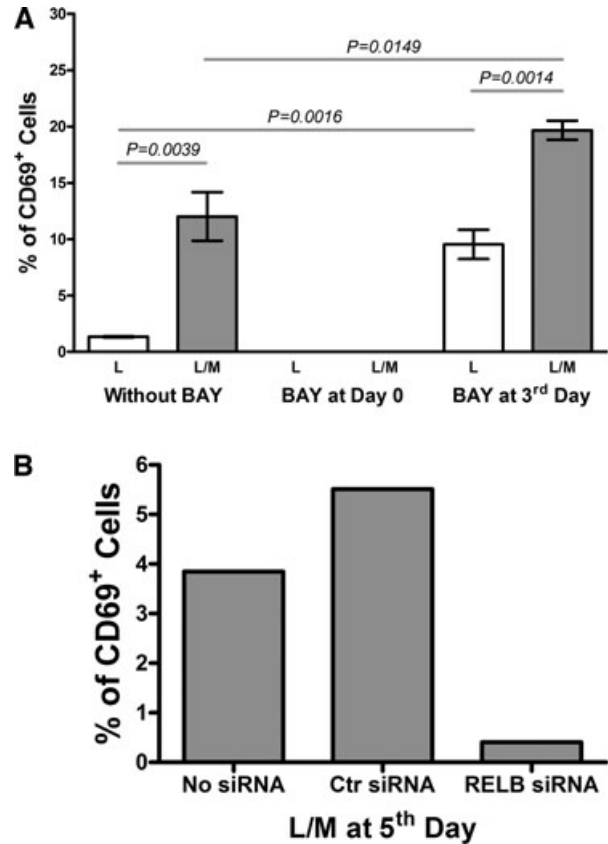 A
% of CD69+ Cells
30
25
20
15
10
5
0
P=0.0149
P=0.0014
P=0.0016
P=0.0039
L L/M L L/M L L/M
Without BAY BAY at Day 0 BAY at 3rd Day
B
% of CD69+ Cells
6
5
4
3
2
1
0
No siRNA Ctr siRNA RELB siRNA
L/M at 5th Day